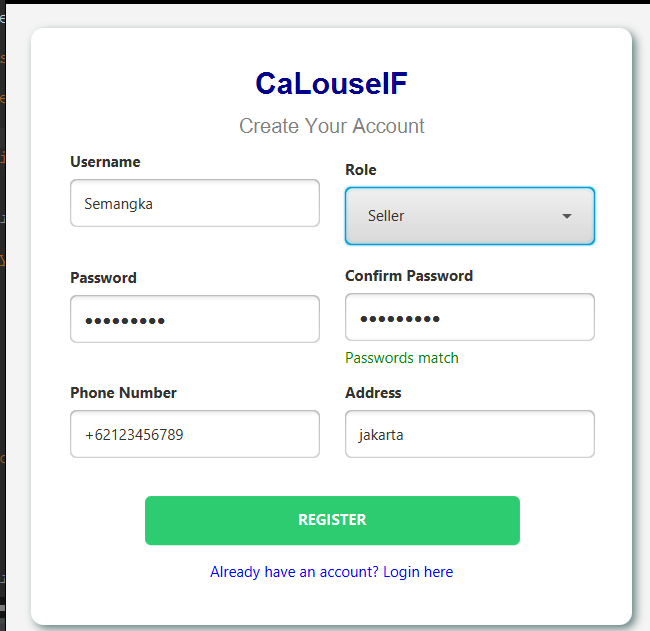 CaLouseIF
Create Your Account
Username
Role
Semangka
Seller
Password
Confirm Password
●●●●●●●●●
●●●●●●●●●
Passwords match
Phone Number
Address
+62123456789
jakarta
REGISTER
Already have an account? Login here